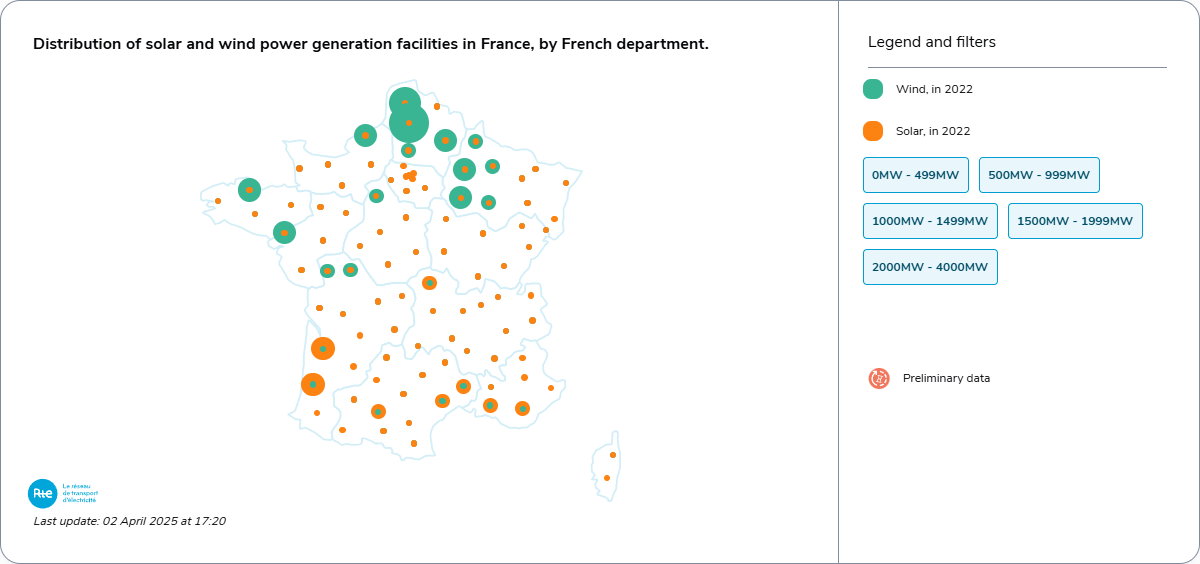 Distribution of solar and wind power generation facilities in France, by French department.
Legend and filters
Wind, in 2022
Solar, in 2022
0MW - 499MW
500MW - 999MW
1000MW - 1499MW
1500MW - 1999MW
2000MW - 4000MW
Preliminary data
Rte
Le réseau
de transport
d'électricité
Last update: 02 April 2025 at 17:20